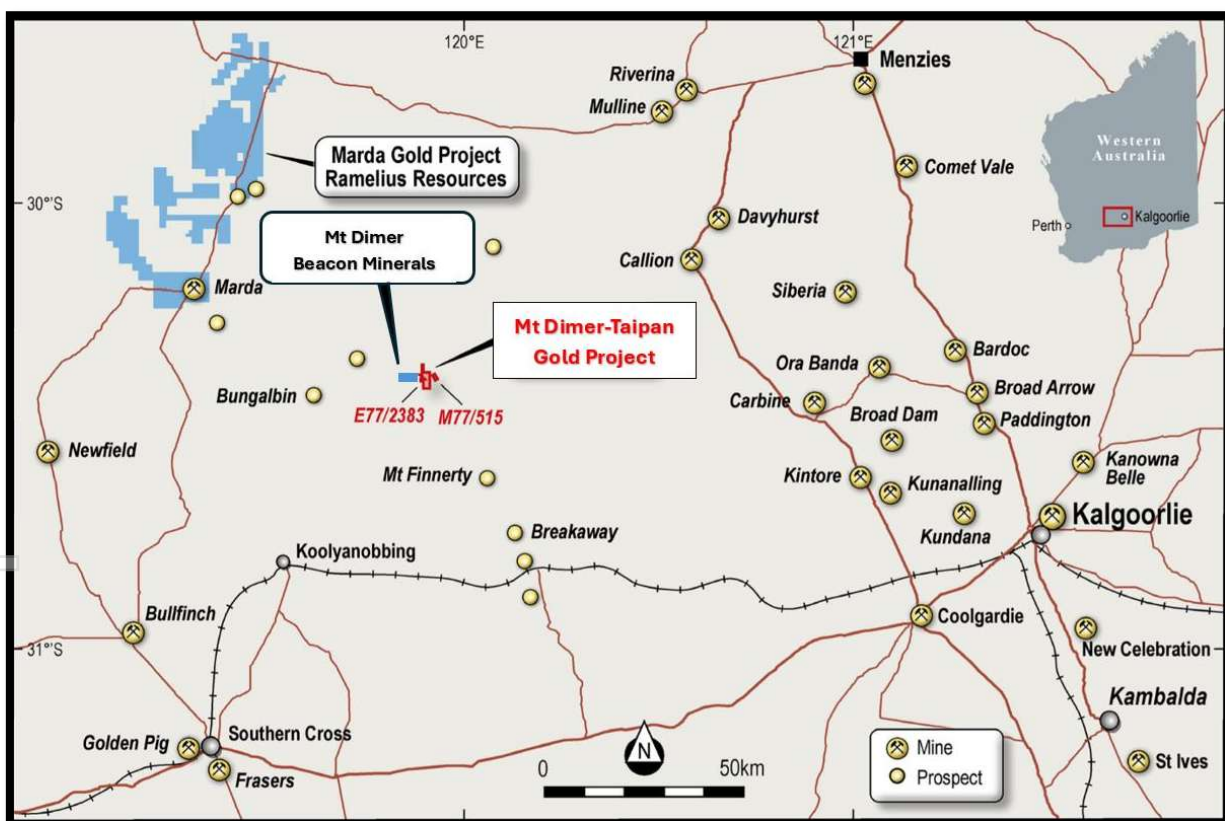 120°E
121°E
Menzies
Riverina
Mulline
Western
Australia
Marda Gold Project
Ramelius Resources
Comet Vale
30°S
Davyhurst
Perth
Kalgoorlie
Mt Dimer
Beacon Minerals
Callion
Marda
Siberia
Mt Dimer-Taipan
Gold Project
Bardoc
Ora Banda
Bungalbin
E77/2383
M77/515
Carbine
Broad Arrow
Broad Dam
Paddington
Newfield
Mt Finnerty
Kintore
Kanowna
Belle
Kunanalling
Kundana
Kalgoorlie
Breakaway
Koolyanobbing
Bullfinch
Coolgardie
31°S
New Celebration
Kambalda
Golden Pig
Southern Cross
Frasers
N
0
50km
Mine
Prospect
St Ives